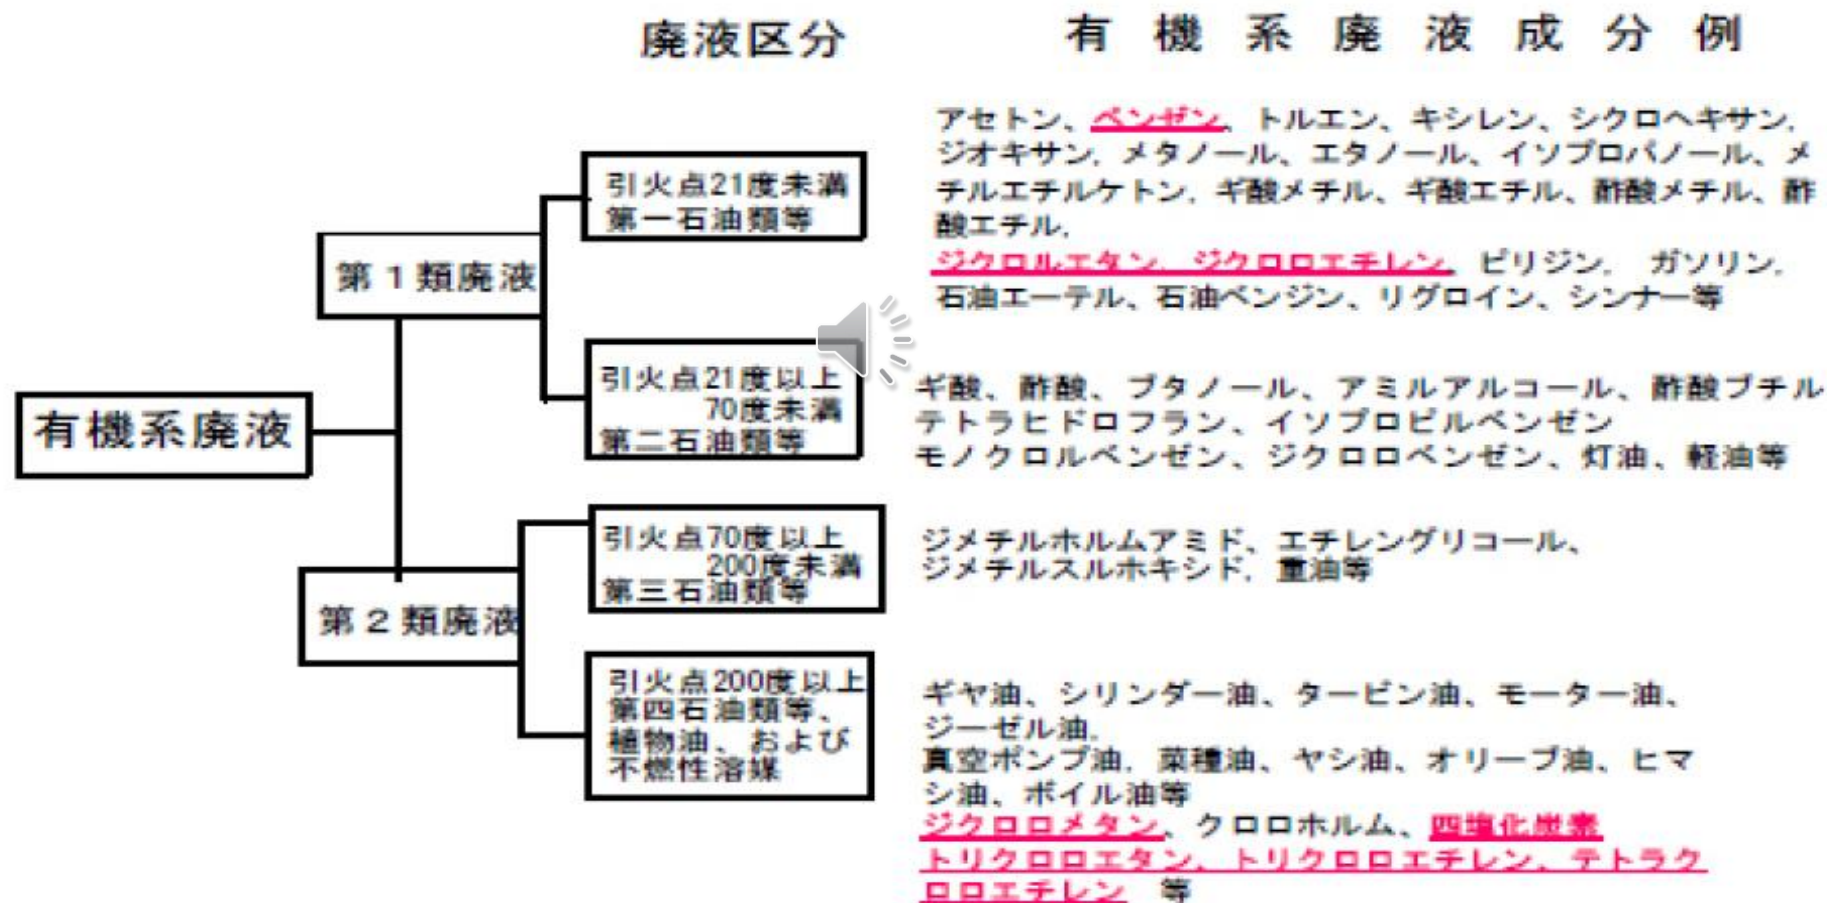 廃液区分
有機系廃液成分例
有機系廃液
第1類廃液
引火点21度未満
第一石油類等
アセトン、ベンゼン、トルエン、キシレン、シクロヘキサン、
ジオキサン、メタノール、エタノール、イソプロパノール、メ
チルエチルケトン、ギ酸メチル、ギ酸エチル、酢酸メチル、酢
酸エチル、
ジクロルエタン、ジクロロエチレン、ピリジン、 ガソリン、
石油エーテル、石油ベンジン、リグロイン、シンナー等
引火点21度以上
70度未満
第二石油類等
ギ酸、酢酸、ブタノール、アミルアルコール、酢酸ブチル
テトラヒドロフラン、イソプロピルベンゼン
モノクロルベンゼン、ジクロロベンゼン、灯油、軽油等
第2類廃液
引火点70度以上
200度未満
第三石油類等
ジメチルホルムアミド、エチレングリコール、
ジメチルスルホキシド、重油等
引火点200度以上
第四石油類等、
植物油、および
不燃性溶媒
ギヤ油、シリンダー油、タービン油、モーター油、
ジーゼル油、
真空ポンプ油、菜種油、ヤシ油、オリーブ油、ヒマ
シ油、ボイル油等
ジクロロメタン、クロロホルム、四塩化炭素
トリクロロエタン、トリクロロエチレン、テトラク
ロロエチレン 等